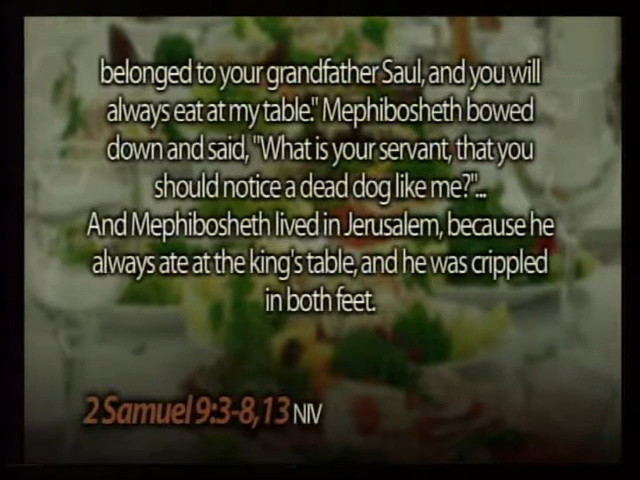 belonged to your grandfather Saul, and you will
always eat at my table." Mephibosheth bowed
down and said, "What is your servant, that you
should notice a dead dog like me?"...
And Mephibosheth lived in Jerusalem, because he
always ate at the king's table, and he was crippled
in both feet.
2 Samuel 9:3-8, 13 NIV